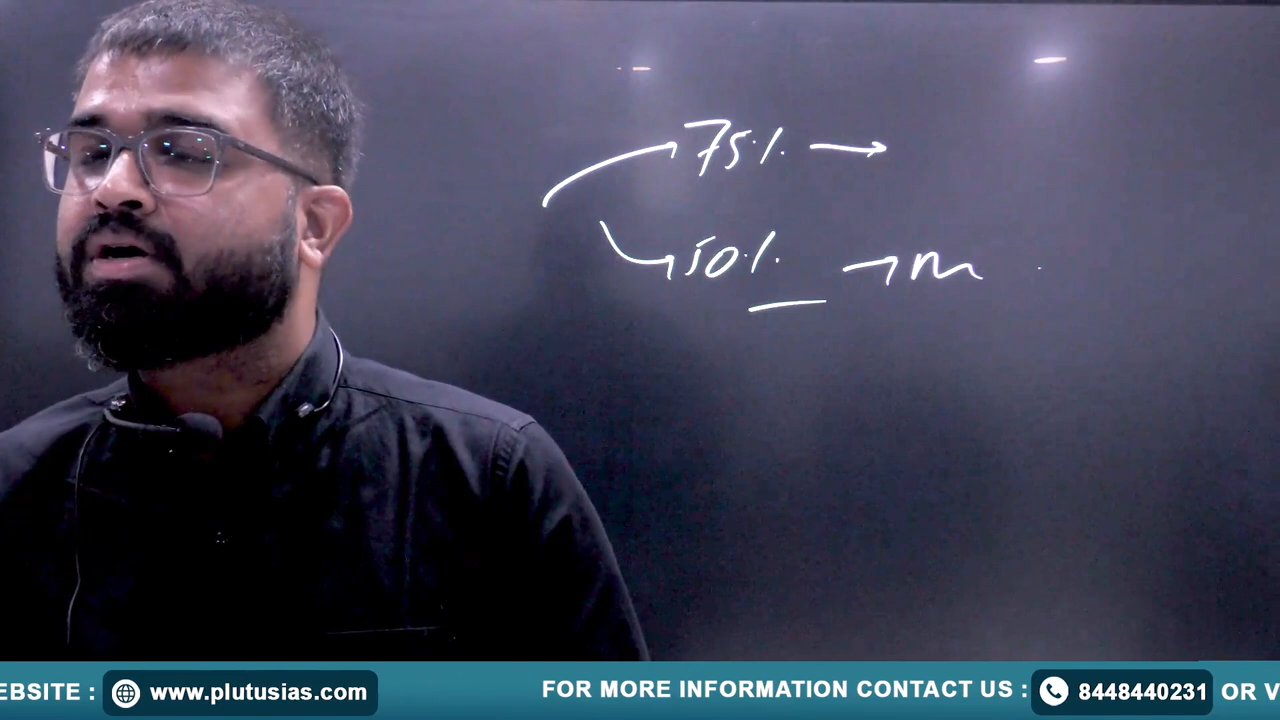 75% →
50% → m
EBSITE : www.plutusias.com FOR MORE INFORMATION CONTACT US : 8448440231 OR V